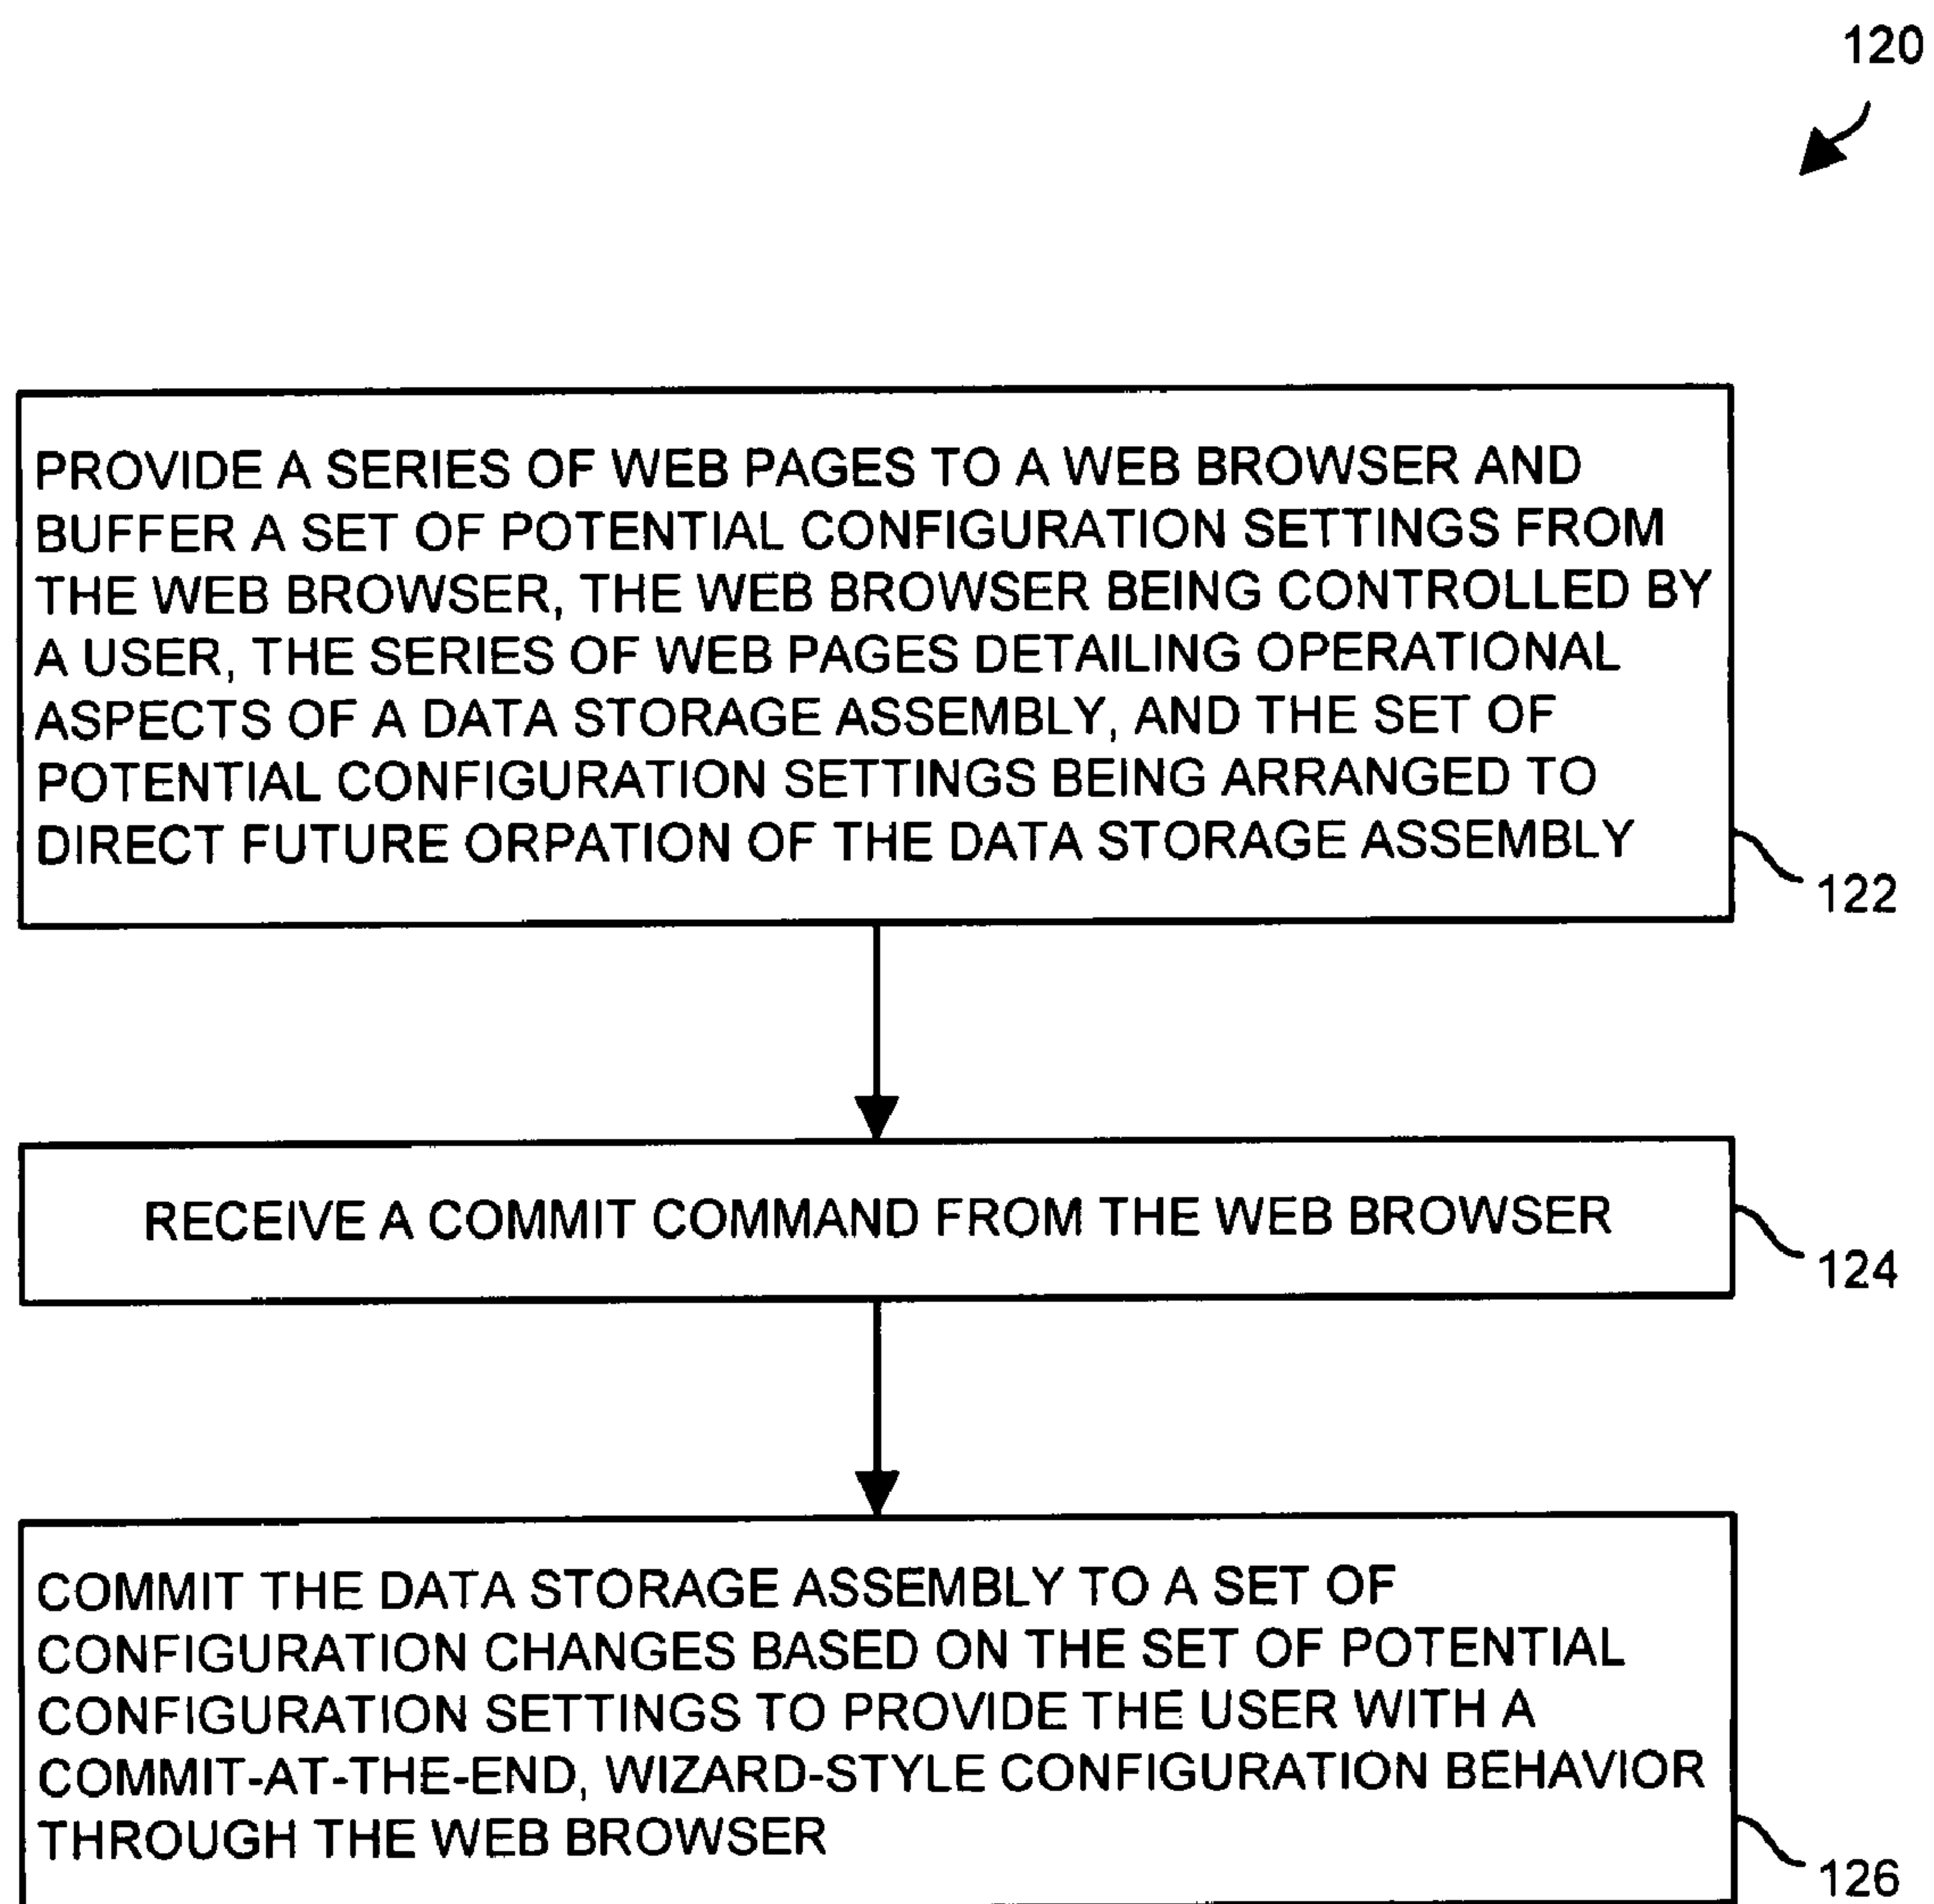 120
PROVIDE A SERIES OF WEB PAGES TO A WEB BROWSER AND
BUFFER A SET OF POTENTIAL CONFIGURATION SETTINGS FROM
THE WEB BROWSER, THE WEB BROWSER BEING CONTROLLED BY
A USER, THE SERIES OF WEB PAGES DETAILING OPERATIONAL
ASPECTS OF A DATA STORAGE ASSEMBLY, AND THE SET OF
POTENTIAL CONFIGURATION SETTINGS BEING ARRANGED TO
DIRECT FUTURE ORPATION OF THE DATA STORAGE ASSEMBLY
122
RECEIVE A COMMIT COMMAND FROM THE WEB BROWSER
124
COMMIT THE DATA STORAGE ASSEMBLY TO A SET OF
CONFIGURATION CHANGES BASED ON THE SET OF POTENTIAL
CONFIGURATION SETTINGS TO PROVIDE THE USER WITH A
COMMIT-AT-THE-END, WIZARD-STYLE CONFIGURATION BEHAVIOR
THROUGH THE WEB BROWSER
126